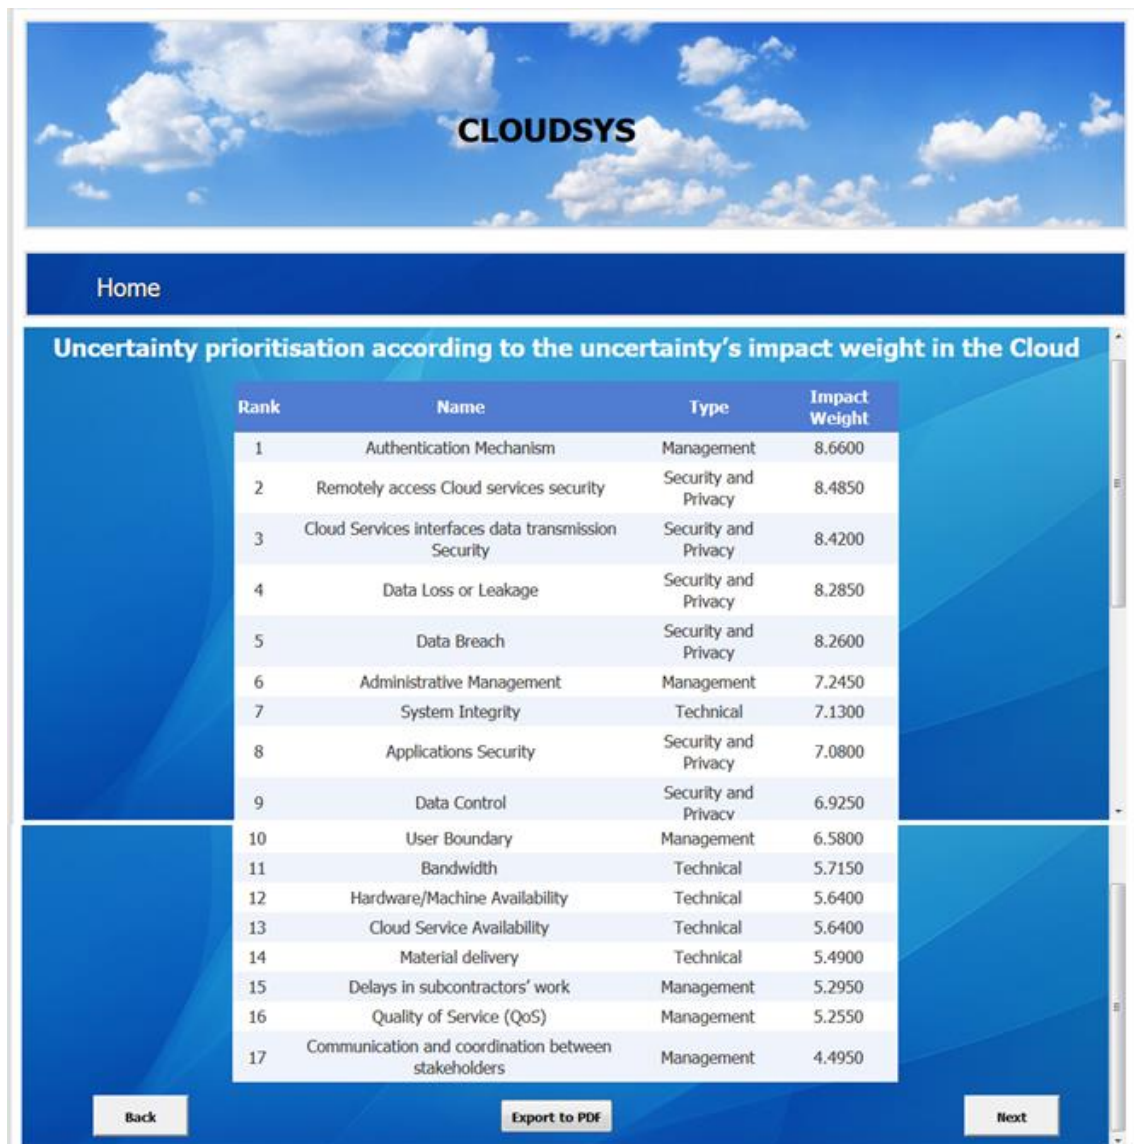 CLOUDSYS
Home
Uncertainty prioritisation according to the uncertainty's impact weight in the Cloud
Rank Name Type Impact Weight
1 Authentication Mechanism Management 8.6600
2 Remotely access Cloud services security Security and Privacy 8.4850
3 Cloud Services interfaces data transmission Security Security and Privacy 8.4200
4 Data Loss or Leakage Security and Privacy 8.2850
5 Data Breach Security and Privacy 8.2600
6 Administrative Management Management 7.2450
7 System Integrity Technical 7.1300
8 Applications Security Security and Privacy 7.0800
9 Data Control Security and Privacy 6.9250
10 User Boundary Management 6.5800
11 Bandwidth Technical 5.7150
12 Hardware/Machine Availability Technical 5.6400
13 Cloud Service Availability Technical 5.6400
14 Material delivery Technical 5.4900
15 Delays in subcontractors' work Management 5.2950
16 Quality of Service (QoS) Management 5.2550
17 Communication and coordination between stakeholders Management 4.4950
Back Export to PDF Next